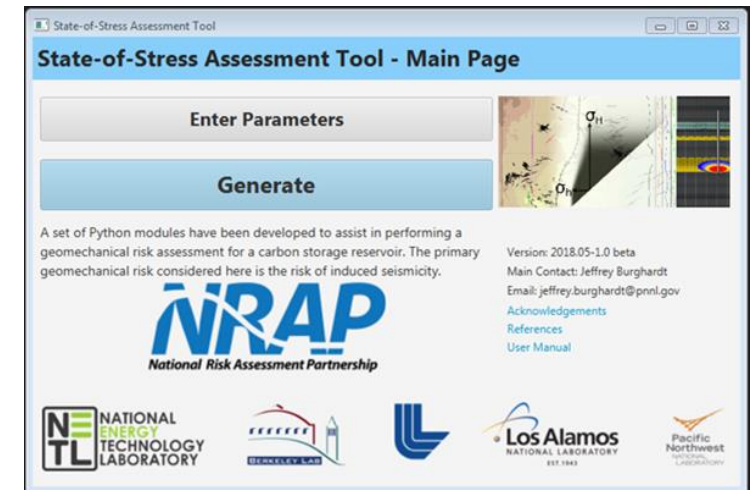 State-of-Stress Assessment Tool
State-of-Stress Assessment Tool - Main Page
Enter Parameters
σH
σh
Generate
A set of Python modules have been developed to assist in performing a
geomechanical risk assessment for a carbon storage reservoir. The primary
geomechanical risk considered here is the risk of induced seismicity.
Version: 2018.05-1.0 beta
Main Contact: Jeffrey Burghardt
Email: jeffrey.burghardt@pnnl.gov
Acknowledgements
References
User Manual
NRAP
National Risk Assessment Partnership
NETL
NATIONAL
ENERGY
TECHNOLOGY
LABORATORY
BERKELEY LAB
Los Alamos
NATIONAL LABORATORY
EST. 1943
Pacific
Northwest
NATIONAL
LABORATORY